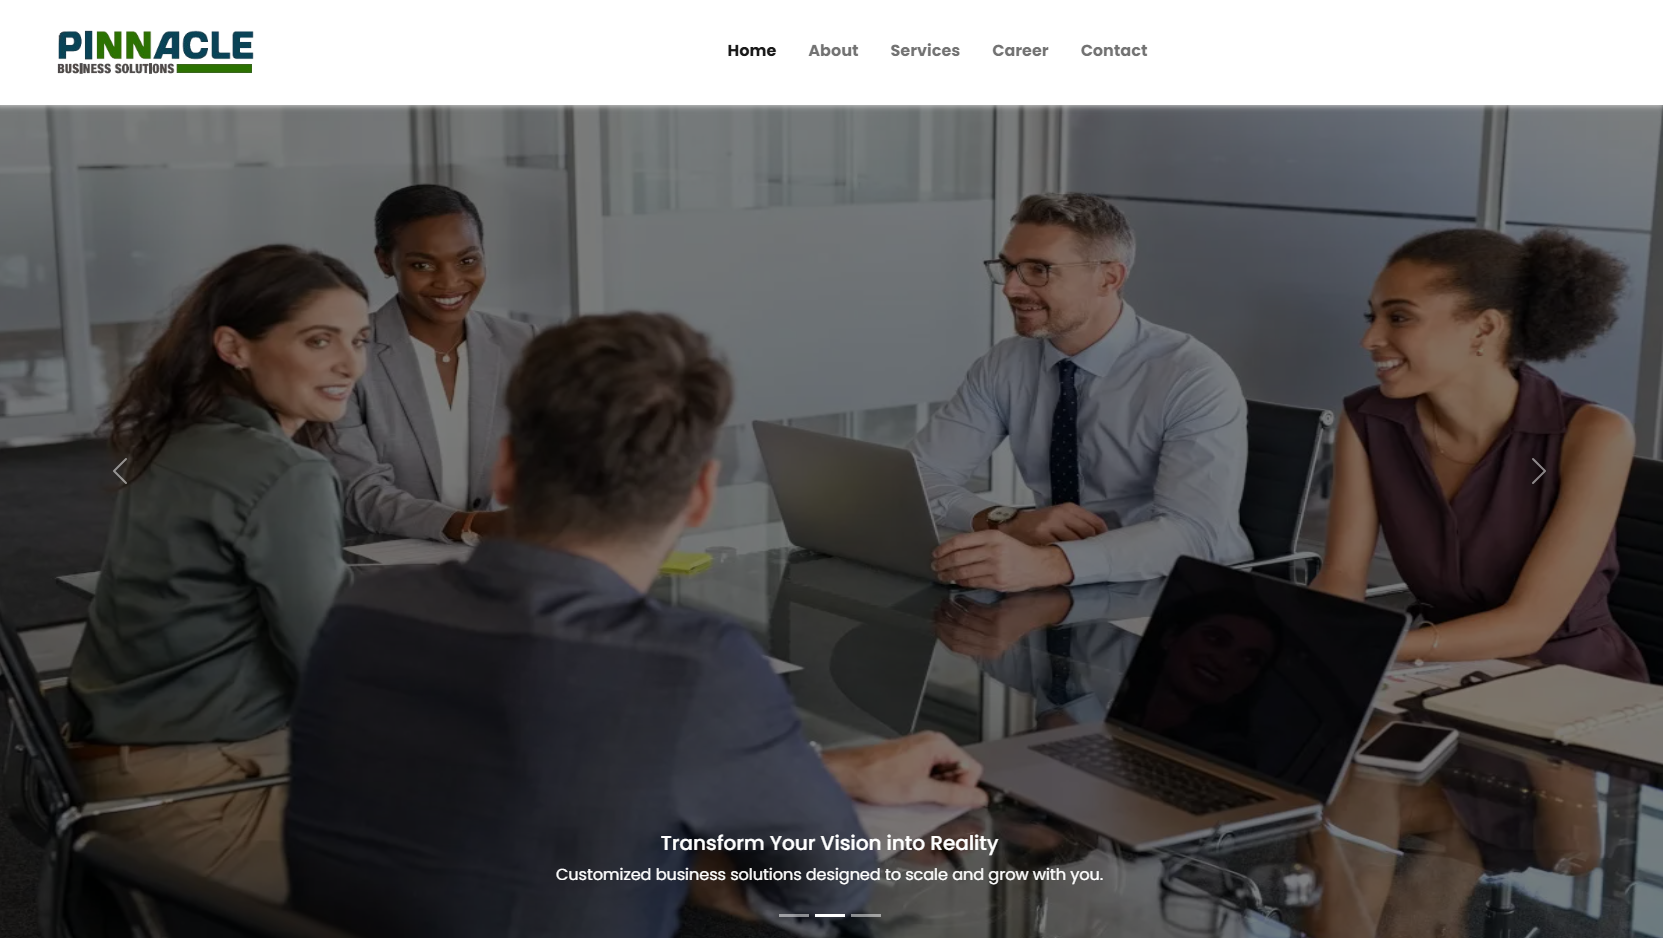 PINNACLE
BUSINESS SOLUTIONS
Home About Services Career Contact
Transform Your Vision into Reality
Customized business solutions designed to scale and grow with you.